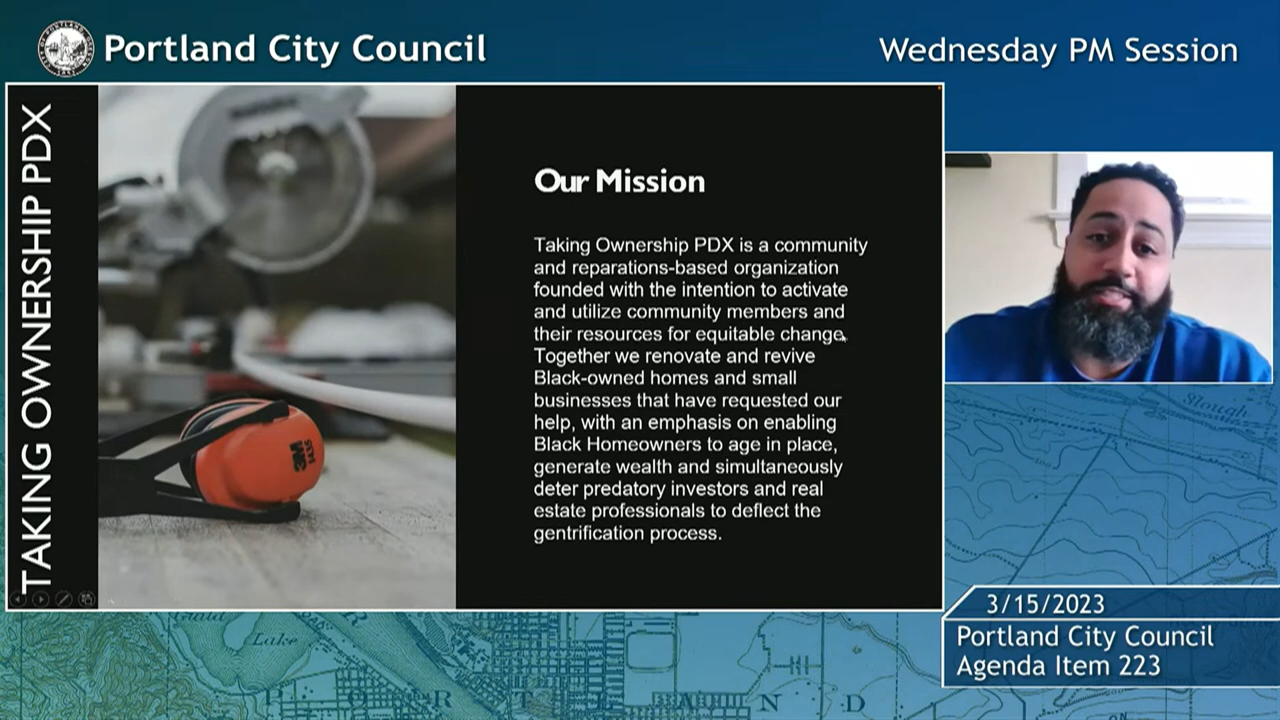 Portland City Council
Wednesday PM Session
TAKING OWNERSHIP PDX
Our Mission
Taking Ownership PDX is a community
and reparations-based organization
founded with the intention to activate
and utilize community members and
their resources for equitable change.
Together we renovate and revive
Black-owned homes and small
businesses that have requested our
help, with an emphasis on enabling
Black Homeowners to age in place,
generate wealth and simultaneously
deter predatory investors and real
estate professionals to deflect the
gentrification process.
3M
Slough
3/15/2023
Portland City Council
Agenda Item 223
Guild
Lake
P O R T L A N D